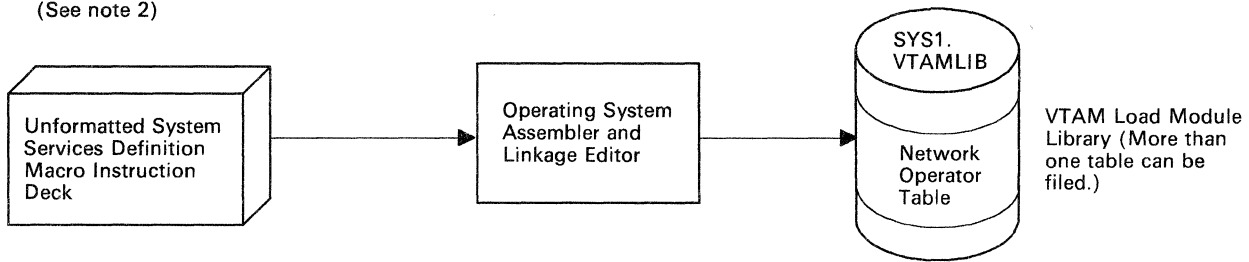 (See note 2)
Unformatted System
Services Definition
Macro Instruction
Deck
Operating System
Assembler and
Linkage Editor
SYS1.
VTAMLIB
Network
Operator
Table
VTAM Load Module
Library (More than
one table can be
filed.)